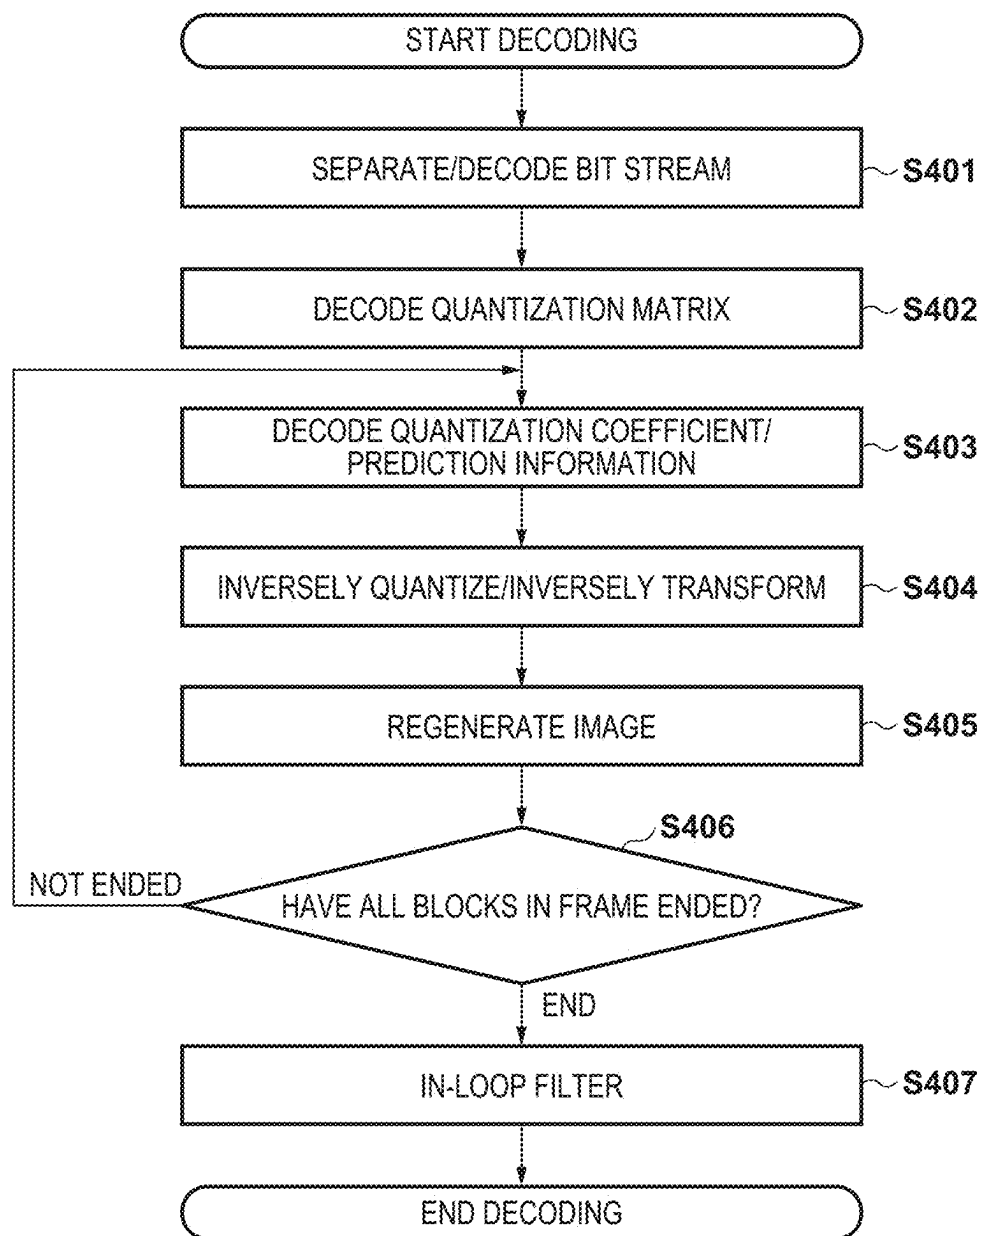 START DECODING
SEPARATE/DECODE BIT STREAM
S401
DECODE QUANTIZATION MATRIX
S402
DECODE QUANTIZATION COEFFICIENT/
PREDICTION INFORMATION
S403
INVERSELY QUANTIZE/INVERSELY TRANSFORM
S404
REGENERATE IMAGE
S405
S406
NOT ENDED
HAVE ALL BLOCKS IN FRAME ENDED?
END
IN-LOOP FILTER
S407
END DECODING